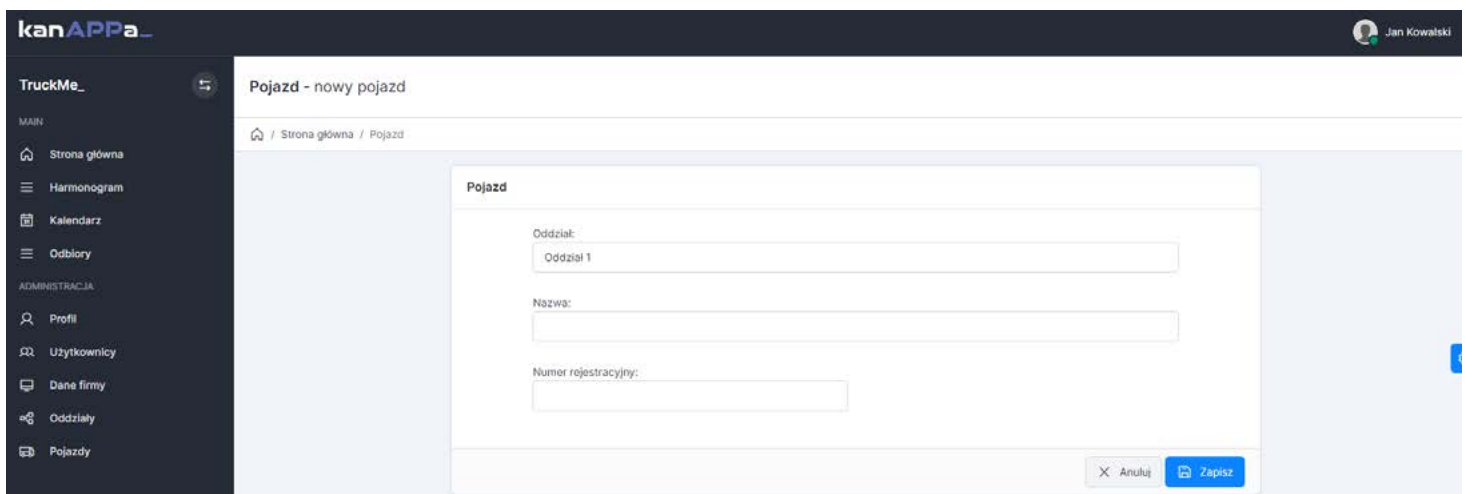 kanAPPa_
Jan Kowalski
TruckMe_
MAIN
Strona główna
Harmonogram
Kalendarz
Odbiory
ADMINISTRACJA
Profil
Użytkownicy
Dane firmy
Oddziały
Pojazdy
Pojazd - nowy pojazd
/ Strona główna / Pojazd
Pojazd
Oddział:
Oddział 1
Nazwa:
Numer rejestracyjny:
Anuluj
Zapisz